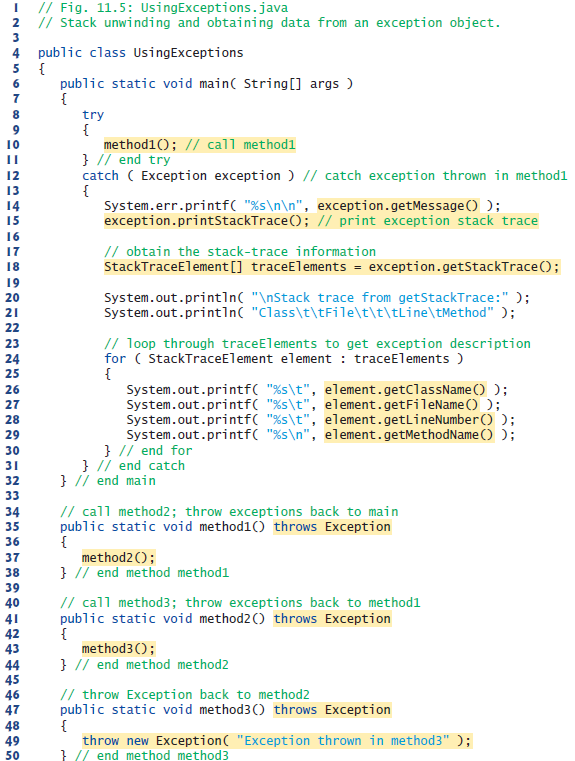 1 // Fig. 11.5: UsingExceptions.java
2 // Stack unwinding and obtaining data from an exception object.
3
4 public class UsingExceptions
5 {
6    public static void main( String[] args )
7    {
8       try
9       {
10         method1(); // call method1
11      } // end try
12      catch ( Exception exception ) // catch exception thrown in method1
13      {
14         System.err.printf( "%s\n\n", exception.getMessage() );
15         exception.printStackTrace(); // print exception stack trace
16
17         // obtain the stack-trace information
18         StackTraceElement[] traceElements = exception.getStackTrace();
19
20         System.out.println( "\nStack trace from getStackTrace:" );
21         System.out.println( "Class\t\tFile\t\t\tLine\tMethod" );
22
23         // loop through traceElements to get exception description
24         for ( StackTraceElement element : traceElements )
25         {
26            System.out.printf( "%s\t", element.getClassName() );
27            System.out.printf( "%s\t", element.getFileName() );
28            System.out.printf( "%s\t", element.getLineNumber() );
29            System.out.printf( "%s\n", element.getMethodName() );
30         } // end for
31      } // end catch
32   } // end main
33
34   // call method2; throw exceptions back to main
35   public static void method1() throws Exception
36   {
37      method2();
38   } // end method method1
39
40   // call method3; throw exceptions back to method1
41   public static void method2() throws Exception
42   {
43      method3();
44   } // end method method2
45
46   // throw Exception back to method2
47   public static void method3() throws Exception
48   {
49      throw new Exception( "Exception thrown in method3" );
50   } // end method method3